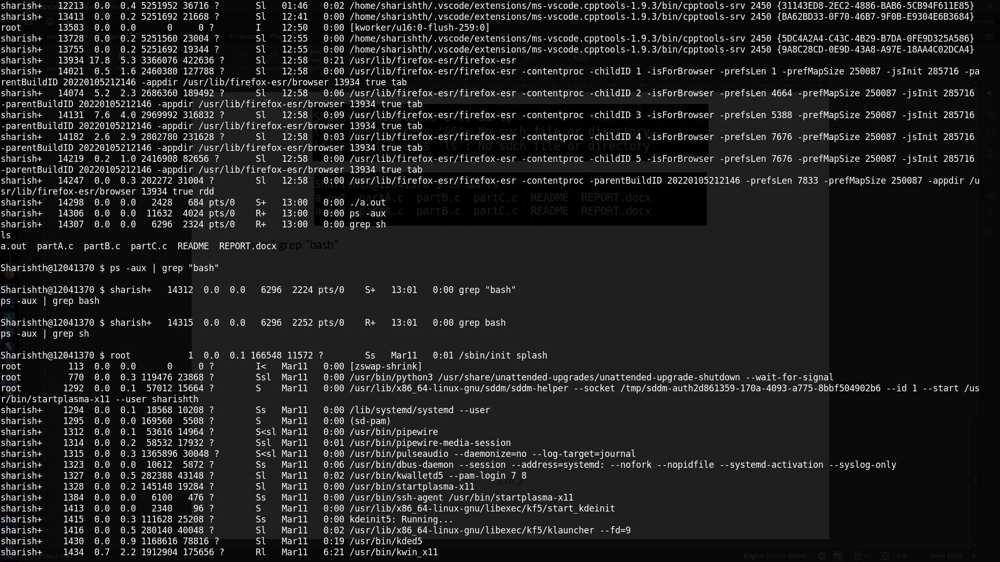 sharish+   12213  0.0  0.4 5251952 36716 ?       Sl   01:46   0:02 /home/sharishth/.vscode/extensions/ms-vscode.cpptools-1.9.3/bin/cpptools-srv 2450 {31143ED8-2EC2-4886-BAB6-5CB94F611E85}
sharish+   13413  0.0  0.2 5251692 21668 ?       Sl   12:41   0:00 /home/sharishth/.vscode/extensions/ms-vscode.cpptools-1.9.3/bin/cpptools-srv 2450 {BA62BD33-0F70-46B7-9F0B-E9304E6B3684}
root       13583  0.0  0.0      0     0 ?        I    12:50   0:00 [kworker/u16:0-flush-259:0]
sharish+   13728  0.0  0.2 5251560 23004 ?       Sl   12:55   0:00 /home/sharishth/.vscode/extensions/ms-vscode.cpptools-1.9.3/bin/cpptools-srv 2450 {5DC4A2A4-C43C-4B29-B7DA-0FE9D325A586}
sharish+   13755  0.0  0.2 5251692 19344 ?       Sl   12:55   0:00 /home/sharishth/.vscode/extensions/ms-vscode.cpptools-1.9.3/bin/cpptools-srv 2450 {9A8C28CD-0E9D-43A8-A97E-18AA4C02DCA4}
sharish+   13934 17.8  5.3 3366076 422636 ?      Sl   12:58   0:21 /usr/lib/firefox-esr/firefox-esr
sharish+   14021  0.5  1.6 2460380 127788 ?      Sl   12:58   0:00 /usr/lib/firefox-esr/firefox-esr -contentproc -childID 1 -isForBrowser -prefsLen 1 -prefMapSize 250087 -jsInit 285716 -pa
rentBuildID 20220105212146 -appdir /usr/lib/firefox-esr/browser 13934 true tab
sharish+   14074  5.2  2.3 2686360 189492 ?      Sl   12:58   0:06 /usr/lib/firefox-esr/firefox-esr -contentproc -childID 2 -isForBrowser -prefsLen 4664 -prefMapSize 250087 -jsInit 285716
-parentBuildID 20220105212146 -appdir /usr/lib/firefox-esr/browser 13934 true tab
sharish+   14131  7.6  4.0 2969992 316832 ?      Sl   12:58   0:09 /usr/lib/firefox-esr/firefox-esr -contentproc -childID 3 -isForBrowser -prefsLen 5388 -prefMapSize 250087 -jsInit 285716
-parentBuildID 20220105212146 -appdir /usr/lib/firefox-esr/browser 13934 true tab
sharish+   14182  2.6  2.9 2802780 231628 ?      Sl   12:58   0:03 /usr/lib/firefox-esr/firefox-esr -contentproc -childID 4 -isForBrowser -prefsLen 7676 -prefMapSize 250087 -jsInit 285716
-parentBuildID 20220105212146 -appdir /usr/lib/firefox-esr/browser 13934 true tab
sharish+   14219  0.2  1.0 2416908 82656 ?       Sl   12:58   0:00 /usr/lib/firefox-esr/firefox-esr -contentproc -childID 5 -isForBrowser -prefsLen 7676 -prefMapSize 250087 -jsInit 285716
-parentBuildID 20220105212146 -appdir /usr/lib/firefox-esr/browser 13934 true tab
sharish+   14247  0.0  0.3 202272 31004 ?        Sl   12:58   0:00 /usr/lib/firefox-esr/firefox-esr -contentproc -parentBuildID 20220105212146 -prefsLen 7833 -prefMapSize 250087 -appdir /u
sr/lib/firefox-esr/browser 13934 true rdd
sharish+   14298  0.0  0.0   2428   684 pts/0    S+   13:00   0:00 ./a.out
sharish+   14306  0.0  0.0  11632  4024 pts/0    R+   13:00   0:00 ps -aux
sharish+   14307  0.0  0.0   6296  2324 pts/0    R+   13:00   0:00 grep sh
ls
a.out  partA.c  partB.c  partC.c  README  REPORT.docx
Sharishth@12041370 $ ps -aux | grep "bash"
Sharishth@12041370 $ sharish+   14312  0.0  0.0   6296  2224 pts/0    S+   13:01   0:00 grep "bash"
ps -aux | grep bash
Sharishth@12041370 $ sharish+   14315  0.0  0.0   6296  2252 pts/0    R+   13:01   0:00 grep bash
ps -aux | grep sh
Sharishth@12041370 $ root           1  0.0  0.1 166548 11572 ?        Ss   Mar11   0:01 /sbin/init splash
root        113  0.0  0.0      0     0 ?        I<   Mar11   0:00 [zswap-shrink]
root        770  0.0  0.3 119476 23868 ?        Ssl  Mar11   0:00 /usr/bin/python3 /usr/share/unattended-upgrades/unattended-upgrade-shutdown --wait-for-signal
root       1292  0.0  0.1  57012 15664 ?        S    Mar11   0:00 /usr/lib/x86_64-linux-gnu/sddm/sddm-helper --socket /tmp/sddm-auth2d861359-170a-4093-a775-8bbf504902b6 --id 1 --start /us
r/bin/startplasma-x11 --user sharishth
sharish+    1294  0.0  0.1  18568 10208 ?        Ss   Mar11   0:00 /lib/systemd/systemd --user
sharish+    1295  0.0  0.0 169560  5508 ?        S    Mar11   0:00 (sd-pam)
sharish+    1312  0.0  0.1  53616 14964 ?        S<sl Mar11   0:00 /usr/bin/pipewire
sharish+    1314  0.0  0.2  58532 17932 ?        Ssl  Mar11   0:01 /usr/bin/pipewire-media-session
sharish+    1315  0.0  0.3 1365896 30048 ?       S<sl Mar11   0:00 /usr/bin/pulseaudio --daemonize=no --log-target=journal
sharish+    1323  0.0  0.0  10612  5872 ?        Ss   Mar11   0:06 /usr/bin/dbus-daemon --session --address=systemd: --nofork --nopidfile --systemd-activation --syslog-only
sharish+    1327  0.0  0.5 282388 43148 ?        Sl   Mar11   0:02 /usr/bin/kwalletd5 --pam-login 7 8
sharish+    1328  0.0  0.2 145148 19284 ?        Sl   Mar11   0:00 /usr/bin/startplasma-x11
sharish+    1384  0.0  0.0   6100   476 ?        Ss   Mar11   0:00 /usr/bin/ssh-agent /usr/bin/startplasma-x11
sharish+    1413  0.0  0.0   2340    96 ?        S    Mar11   0:00 /usr/lib/x86_64-linux-gnu/libexec/kf5/start_kdeinit
sharish+    1415  0.0  0.3 111628 25208 ?        Ss   Mar11   0:00 kdeinit5: Running...
sharish+    1416  0.0  0.5 280140 40048 ?        Sl   Mar11   0:02 /usr/lib/x86_64-linux-gnu/libexec/kf5/klauncher --fd=9
sharish+    1430  0.0  0.9 1168616 78816 ?       Sl   Mar11   0:19 /usr/bin/kded5
sharish+    1434  0.7  2.2 1912904 175656 ?      Rl   Mar11   6:21 /usr/bin/kwin_x11